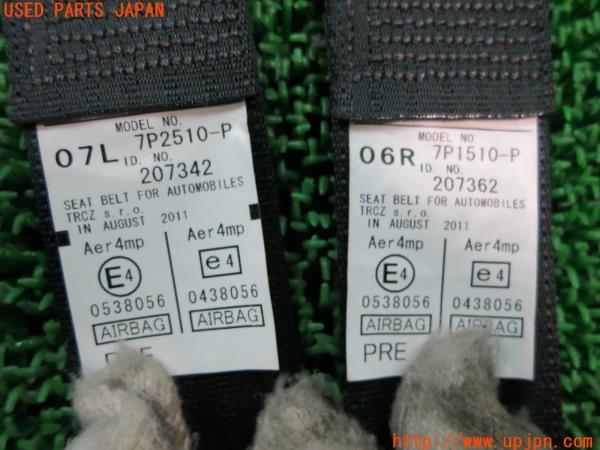 USED PARTS JAPAN
MODEL NO.
07L 7P2510-P
ID. NO.
207342
SEAT BELT FOR AUTOMOBILES
TRCZ s.r.o.
IN AUGUST 2011
Aer4mp Aer4mp
E4 e4
0538056 0438056
AIRBAG AIRBAG
MODEL NO
06R 7P1510-P
ID. NO.
207362
SEAT BELT FOR AUTOMOBILES
TRCZ s.r.o.
IN AUGUST 2011
Aer4mp Aer4mp
E4 e4
0538056 0438056
AIRBAG AIRBAG
PRE
http://www.upjpn.com/